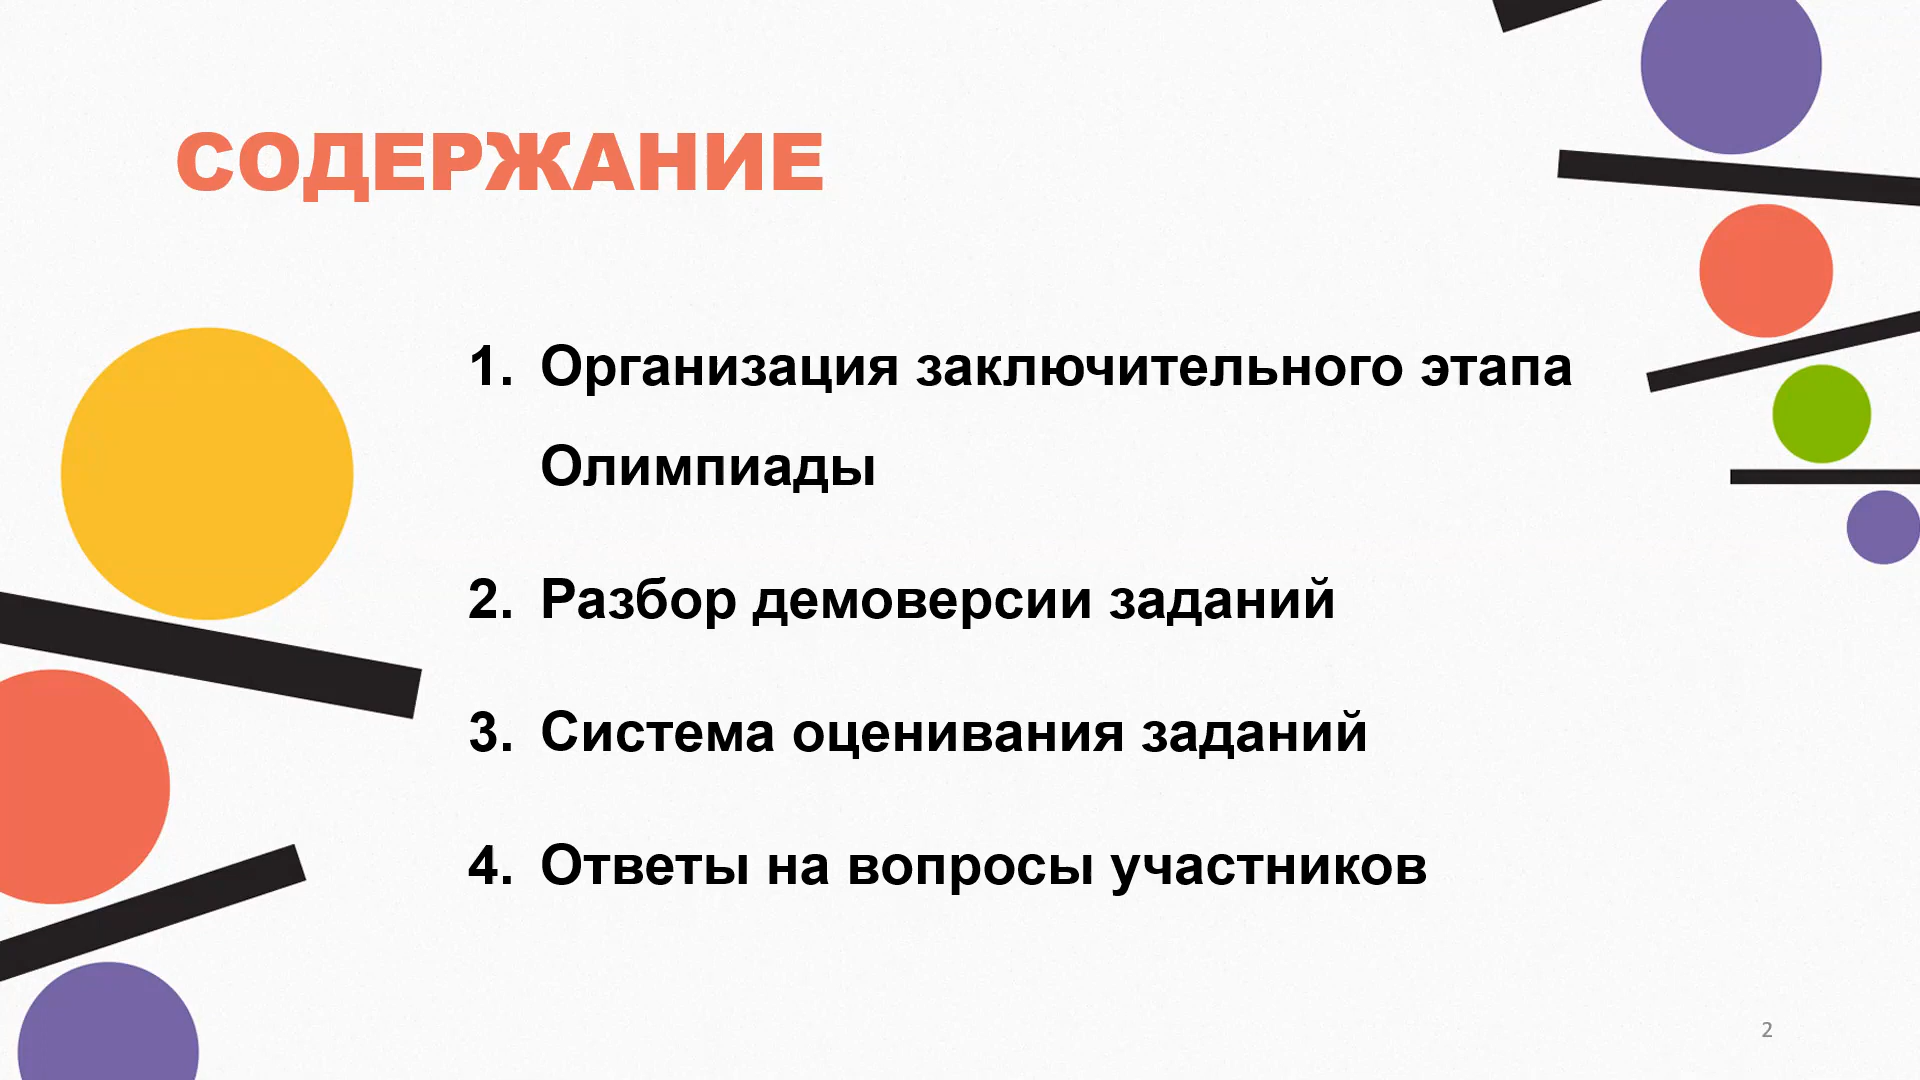 СОДЕРЖАНИЕ
1. Организация заключительного этапа
Олимпиады
2. Разбор демоверсии заданий
3. Система оценивания заданий
4. Ответы на вопросы участников
2